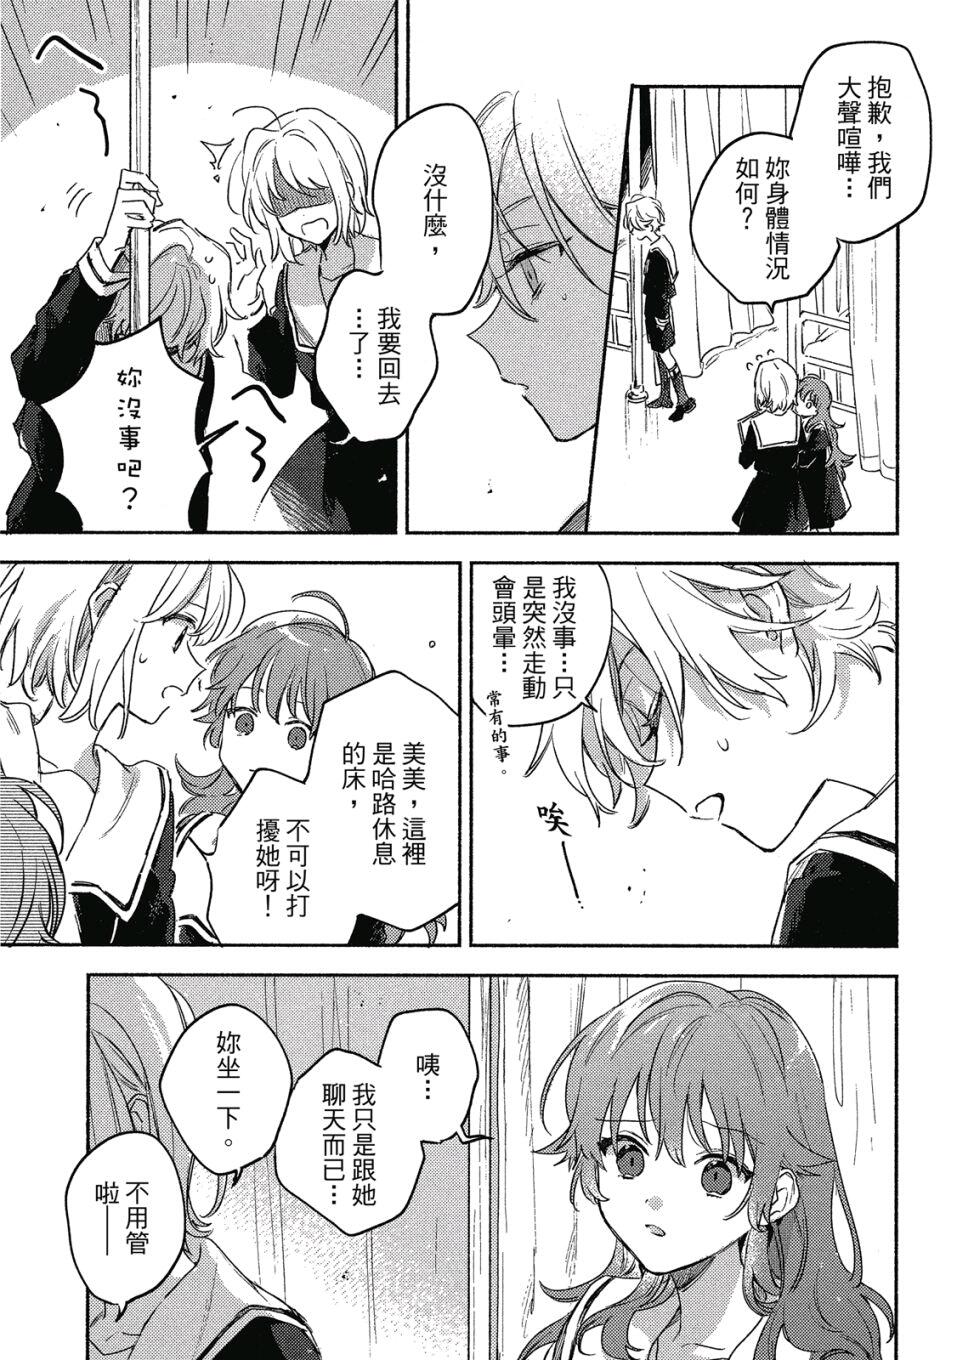 抱歉，我們
大聲喧嘩…
妳身體情況
如何？
沒什麼，
我要回去
…了…
妳沒事吧？
我沒事…只
是突然走動
會頭暈…
常有的事。
唉——
美美，這裡
是哈路休息
的床，
不可以打
擾她呀！
咦…
我只是跟她
聊天而已…
妳坐一下。
不用管
啦——